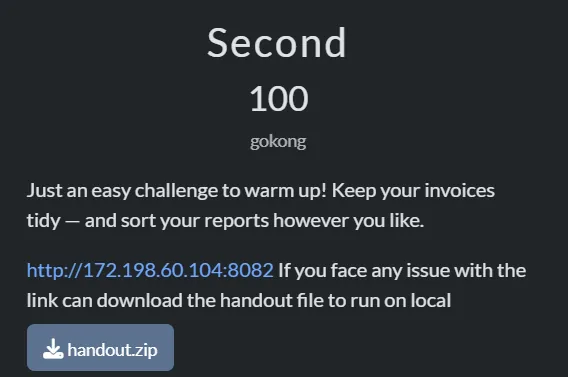 Second
100
gokong
Just an easy challenge to warm up! Keep your invoices
tidy — and sort your reports however you like.
http://172.198.60.104:8082 If you face any issue with the
link can download the handout file to run on local
handout.zip